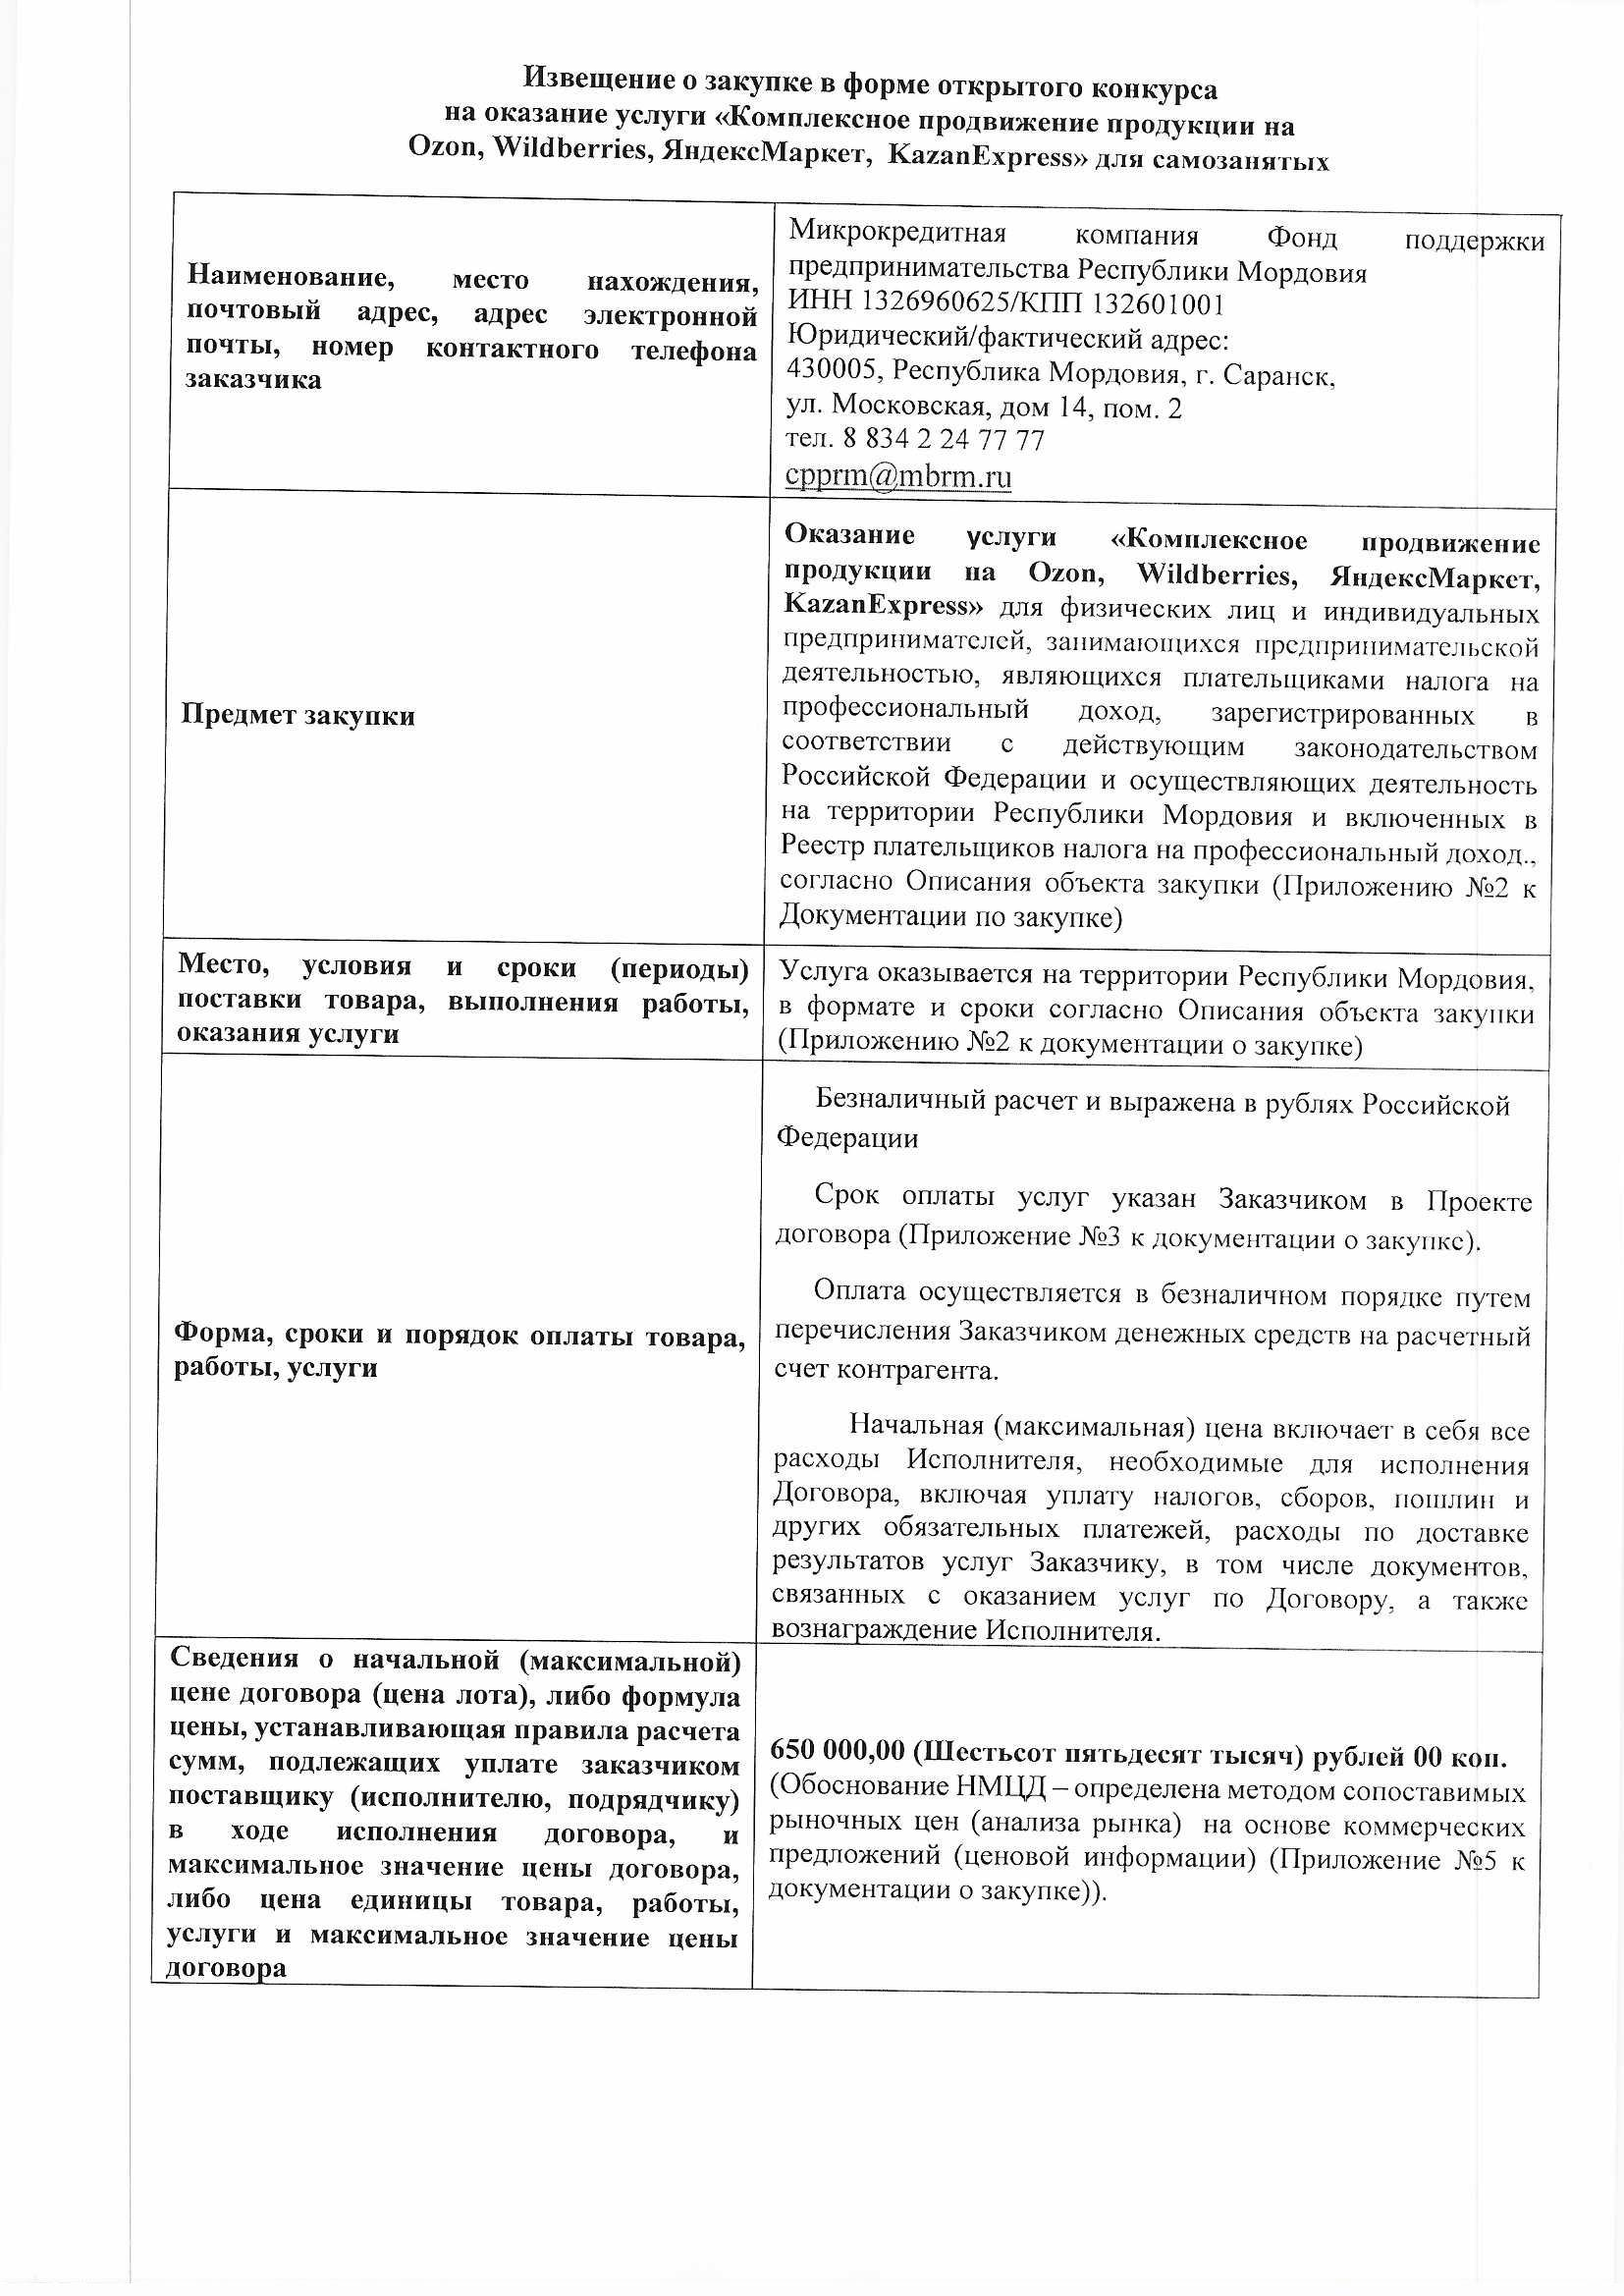 Извещение о закупке в форме открытого конкурса
на оказание услуги «Комплексное продвижение продукции на
Ozon, Wildberries, ЯндексМаркет, KazanExpress» для самозанятых
Наименование, место нахождения,
почтовый адрес, адрес электронной
почты, номер контактного телефона
заказчика
Микрокредитная компания Фонд поддержки
предпринимательства Республики Мордовия
ИНН 1326960625/КПП 132601001
Юридический/фактический адрес:
430005, Республика Мордовия, г. Саранск,
ул. Московская, дом 14, пом. 2
тел. 8 834 2 24 77 77
cpprm@mbrm.ru
Предмет закупки
Оказание услуги «Комплексное продвижение
продукции на Ozon, Wildberries, ЯндексМаркет,
KazanExpress» для физических лиц и индивидуальных
предпринимателей, занимающихся предпринимательской
деятельностью, являющихся плательщиками налога на
профессиональный доход, зарегистрированных в
соответствии с действующим законодательством
Российской Федерации и осуществляющих деятельность
на территории Республики Мордовия и включенных в
Реестр плательщиков налога на профессиональный доход.,
согласно Описания объекта закупки (Приложению №2 к
Документации по закупке)
Место, условия и сроки (периоды)
поставки товара, выполнения работы,
оказания услуги
Услуга оказывается на территории Республики Мордовия,
в формате и сроки согласно Описания объекта закупки
(Приложению №2 к документации о закупке)
Форма, сроки и порядок оплаты товара,
работы, услуги
Безналичный расчет и выражена в рублях Российской
Федерации
Срок оплаты услуг указан Заказчиком в Проекте
договора (Приложение №3 к документации о закупке).
Оплата осуществляется в безналичном порядке путем
перечисления Заказчиком денежных средств на расчетный
счет контрагента.
Начальная (максимальная) цена включает в себя все
расходы Исполнителя, необходимые для исполнения
Договора, включая уплату налогов, сборов, пошлин и
других обязательных платежей, расходы по доставке
результатов услуг Заказчику, в том числе документов,
связанных с оказанием услуг по Договору, а также
вознаграждение Исполнителя.
Сведения о начальной (максимальной)
цене договора (цена лота), либо формула
цены, устанавливающая правила расчета
сумм, подлежащих уплате заказчиком
поставщику (исполнителю, подрядчику)
в ходе исполнения договора, и
максимальное значение цены договора,
либо цена единицы товара, работы,
услуги и максимальное значение цены
договора
650 000,00 (Шестьсот пятьдесят тысяч) рублей 00 коп.
(Обоснование НМЦД – определена методом сопоставимых
рыночных цен (анализа рынка) на основе коммерческих
предложений (ценовой информации) (Приложение №5 к
документации о закупке)).